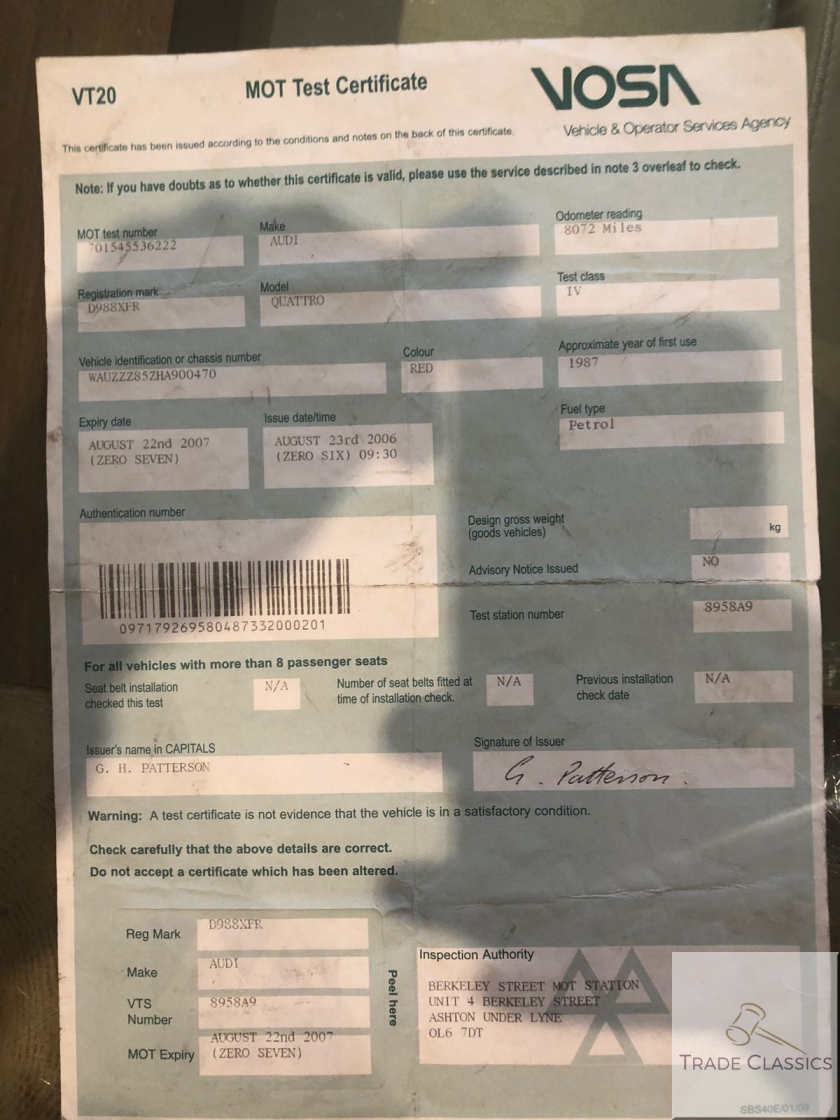 VT20
MOT Test Certificate
VOSA
Vehicle & Operator Services Agency
This certificate has been issued according to the conditions and notes on the back of this certificate.
Note: If you have doubts as to whether this certificate is valid, please use the service described in note 3 overleaf to check.
MOT test number
701545536222
Make
AUDI
Odometer reading
8072 Miles
Registration mark
D988XFR
Model
QUATTRO
Test class
IV
Vehicle identification or chassis number
WAUZZZ85ZHA900470
Colour
RED
Approximate year of first use
1987
Expiry date
AUGUST 22nd 2007
(ZERO SEVEN)
Issue date/time
AUGUST 23rd 2006
(ZERO SIX) 09:30
Fuel type
Petrol
Authentication number
097179269580487332000201
Design gross weight
(goods vehicles)
kg
Advisory Notice Issued
NO
Test station number
8958A9
For all vehicles with more than 8 passenger seats
Seat belt installation
checked this test
N/A
Number of seat belts fitted at
time of installation check.
N/A
Previous installation
check date
N/A
Issuer's name in CAPITALS
G. H. PATTERSON
Signature of Issuer
G. Patterson.
Warning: A test certificate is not evidence that the vehicle is in a satisfactory condition.
Check carefully that the above details are correct.
Do not accept a certificate which has been altered.
Reg Mark
D988XFR
Make
AUDI
VTS
Number
8958A9
MOT Expiry
AUGUST 22nd 2007
(ZERO SEVEN)
Peel here
Inspection Authority
BERKELEY STREET MOT STATION
UNIT 4 BERKELEY STREET
ASHTON UNDER LYNE
OL6 7DT
TRADE CLASSICS